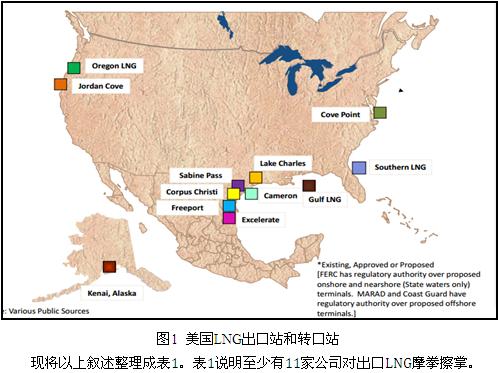 Oregon LNG
Jordan Cove
Cove Point
Lake Charles
Sabine Pass
Southern LNG
Corpus Christi
Cameron
Gulf LNG
Freeport
Excelerate
*Existing, Approved or Proposed
[FERC has regulatory authority over proposed
onshore and nearshore (State waters only)
terminals. MARAD and Coast Guard have
regulatory authority over proposed offshore
terminals.]
Kenai, Alaska
e: Various Public Sources
图1 美国LNG出口站和转口站
现将以上叙述整理成表1。表1说明至少有11家公司对出口LNG摩拳擦掌。